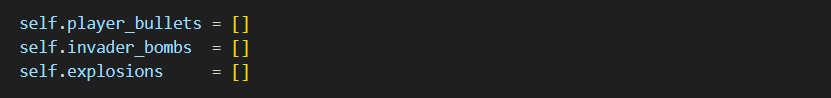 self.player_bullets = []
self.invader_bombs  = []
self.explosions     = []